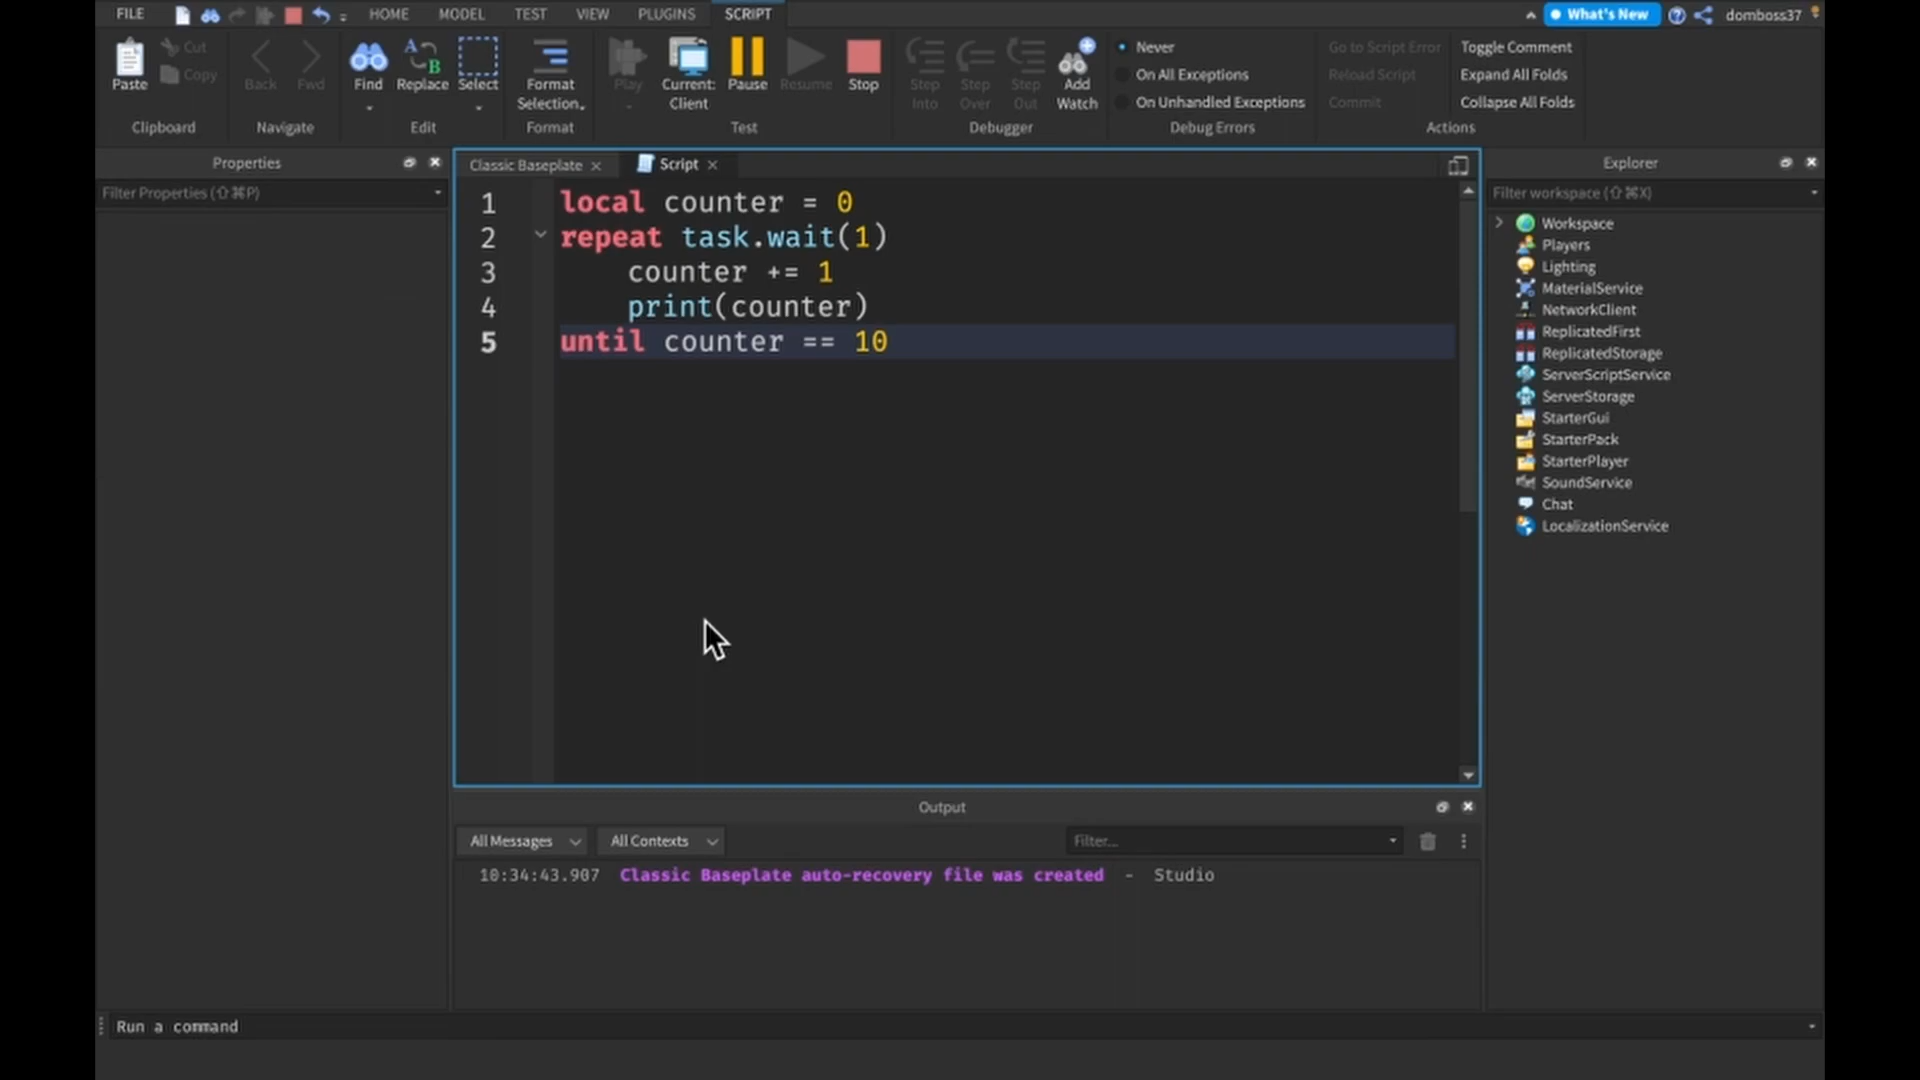 FILE HOME MODEL TEST VIEW PLUGINS SCRIPT What's New domboss37
Paste Cut Copy Back Fwd Find Replace Select Format Selection Play Current: Client Pause Resume Stop Step Into Step Over Step Out Add Watch
Never
On All Exceptions
On Unhandled Exceptions
Go to Script Error
Reload Script
Commit
Toggle Comment
Expand All Folds
Collapse All Folds
Clipboard Navigate Edit Format Test Debugger Debug Errors Actions
Properties
Filter Properties (⇧⌘P)
Classic Baseplate Script
1 local counter = 0
2 repeat task.wait(1)
3 counter += 1
4 print(counter)
5 until counter == 10
Explorer
Filter workspace (⇧⌘X)
Workspace
Players
Lighting
MaterialService
NetworkClient
ReplicatedFirst
ReplicatedStorage
ServerScriptService
ServerStorage
StarterGui
StarterPack
StarterPlayer
SoundService
Chat
LocalizationService
Output
All Messages All Contexts Filter...
10:34:43.907 Classic Baseplate auto-recovery file was created - Studio
Run a command